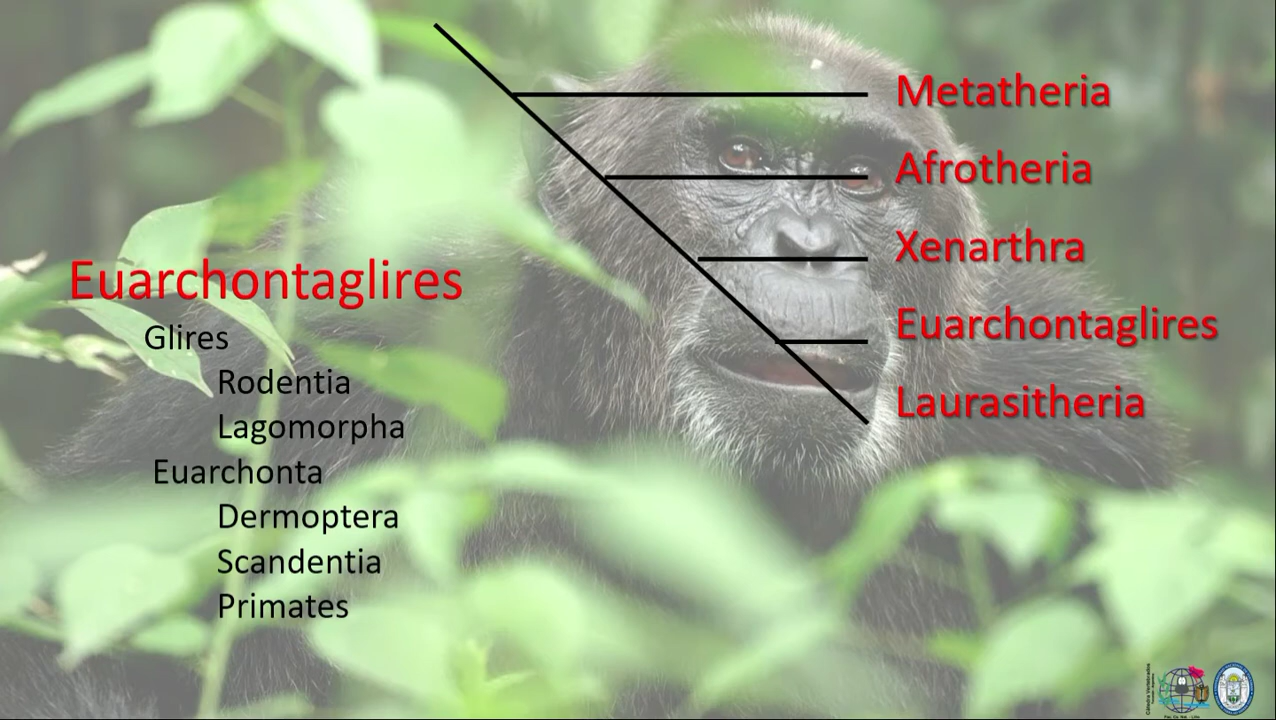 Metatheria
Afrotheria
Xenarthra
Euarchontaglires
Laurasitheria
Euarchontaglires
Glires
Rodentia
Lagomorpha
Euarchonta
Dermoptera
Scandentia
Primates